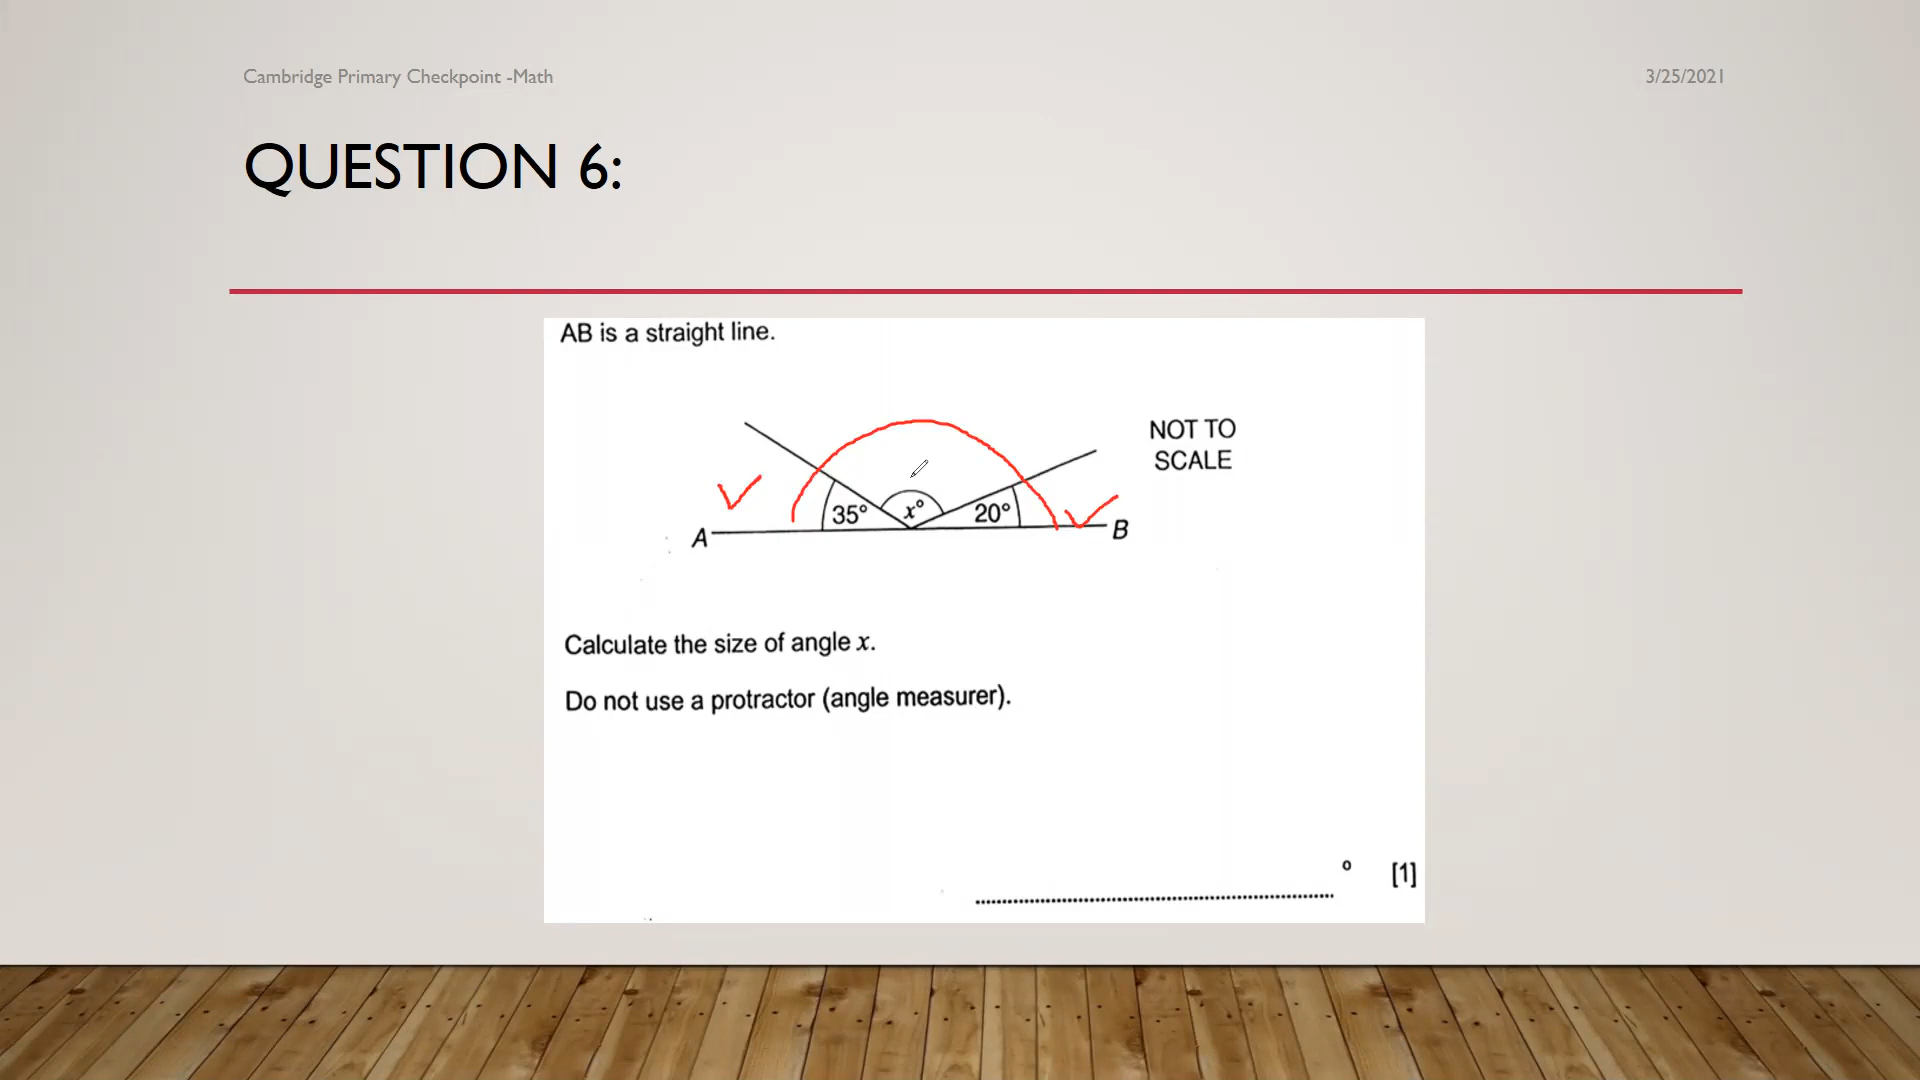 Cambridge Primary Checkpoint -Math
3/25/2021
QUESTION 6:
AB is a straight line.
NOT TO
SCALE
35°
x°
20°
A
B
Calculate the size of angle x.
Do not use a protractor (angle measurer).
° [1]